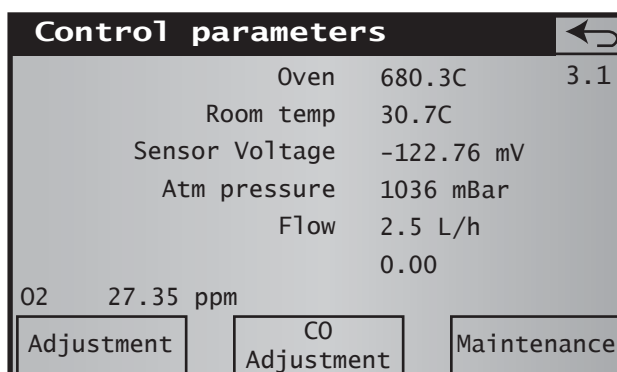 Control parameters
Oven 680.3C 3.1
Room temp 30.7C
Sensor Voltage -122.76 mV
Atm pressure 1036 mBar
Flow 2.5 L/h
0.00
O2 27.35 ppm
Adjustment
CO
Adjustment
Maintenance